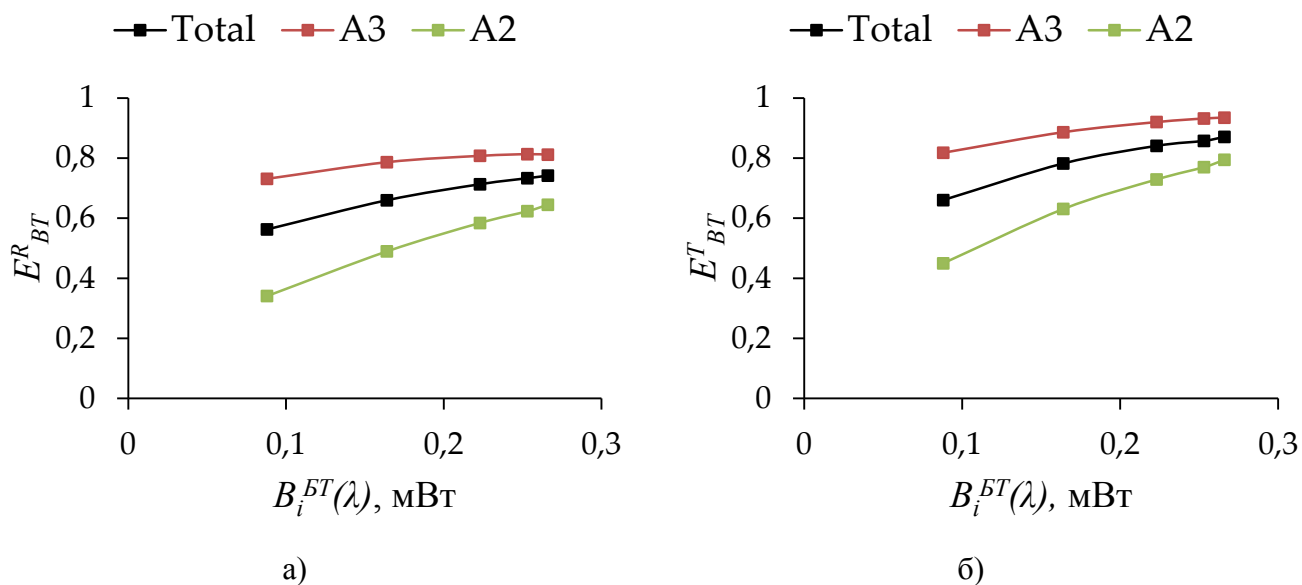 Total A3 A2
1
0,8
0,6
0,4
0,2
0
0 0,1 0,2 0,3
E^R_BT
B_i^БТ(λ), мВт
а)
Total A3 A2
1
0,8
0,6
0,4
0,2
0
0 0,1 0,2 0,3
E^T_BT
B_i^БТ(λ), мВт
б)